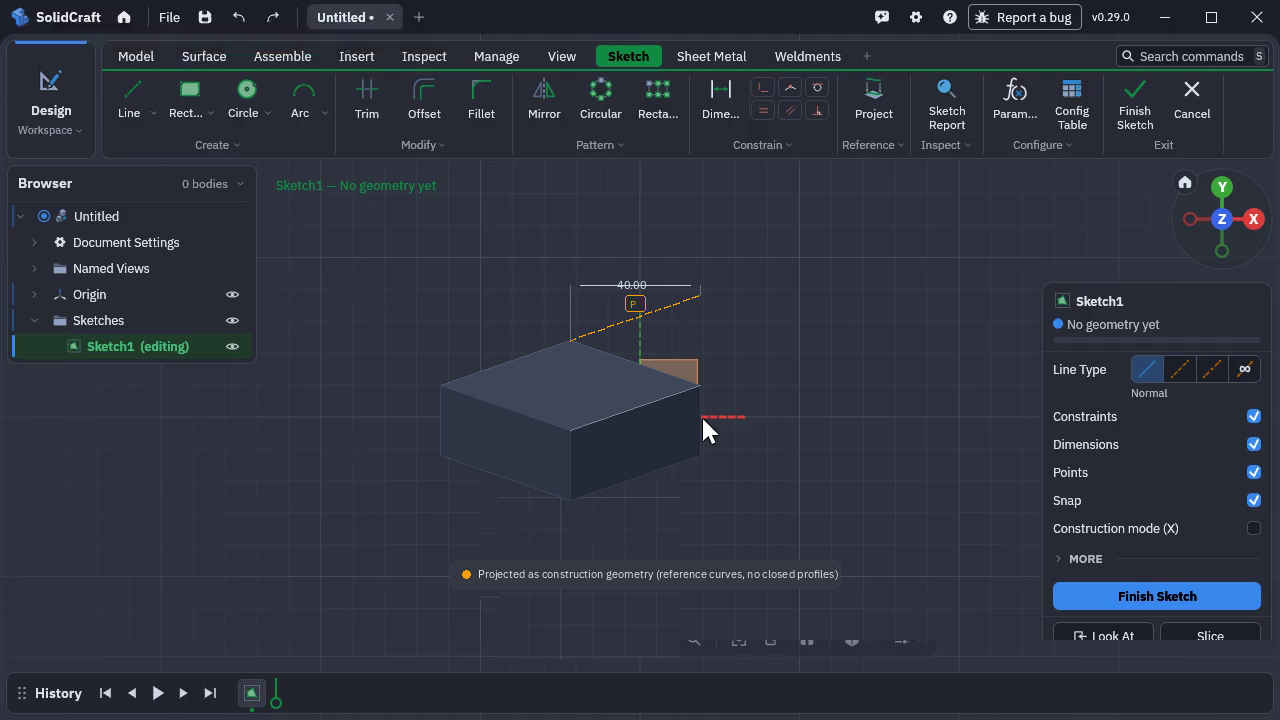 SolidCraft
File
Untitled •
Report a bug
v0.29.0
Design
Workspace
Model
Surface
Assemble
Insert
Inspect
Manage
View
Sketch
Sheet Metal
Weldments
Search commands
S
Line
Rect...
Circle
Arc
Trim
Offset
Fillet
Mirror
Circular
Recta...
Dime...
Project
Sketch
Report
Param...
Config
Table
Finish
Sketch
Cancel
Create
Modify
Pattern
Constrain
Reference
Inspect
Configure
Exit
Browser
0 bodies
Untitled
Document Settings
Named Views
Origin
Sketches
Sketch1 (editing)
Sketch1 — No geometry yet
Y
Z
X
40.00
P
Projected as construction geometry (reference curves, no closed profiles)
Sketch1
No geometry yet
Line Type
Normal
Constraints
Dimensions
Points
Snap
Construction mode (X)
MORE
Finish Sketch
Look At
Slice
History